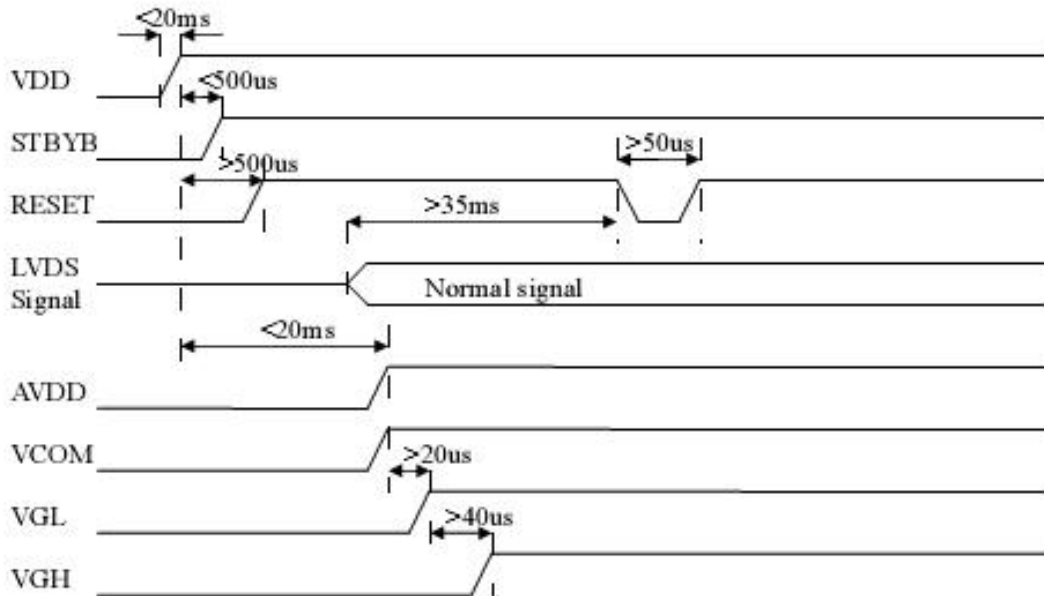 <20ms
VDD
<500us
STBYB
>50us
>500us
RESET
>35ms
LVDS
Signal
Normal signal
<20ms
AVDD
VCOM
>20us
VGL
>40us
VGH